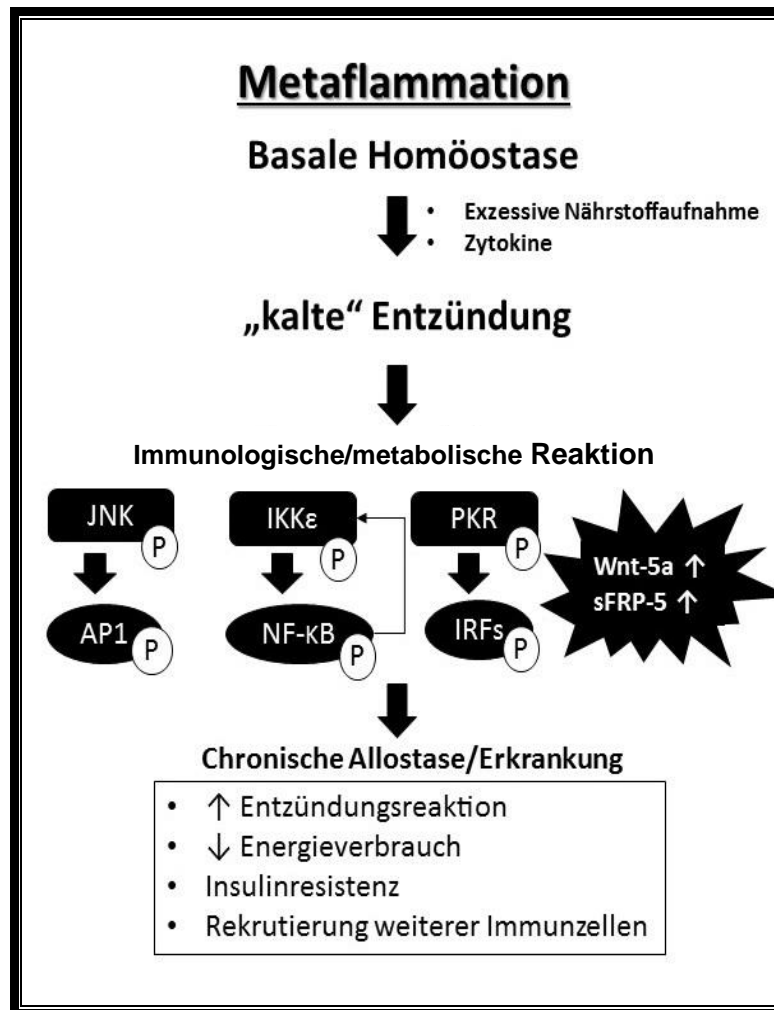 Metaflammation
Basale Homöostase
• Exzessive Nährstoffaufnahme
• Zytokine
„kalte“ Entzündung
Immunologische/metabolische Reaktion
JNK P
IKKε P
PKR P
AP1 P
NF-κB P
IRFs P
Wnt-5a ↑
sFRP-5 ↑
Chronische Allostase/Erkrankung
• ↑ Entzündungsreaktion
• ↓ Energieverbrauch
• Insulinresistenz
• Rekrutierung weiterer Immunzellen